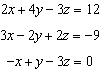 2x + 4y − 3z = 12
3x − 2y + 2z = −9
−x + y − 3z = 0